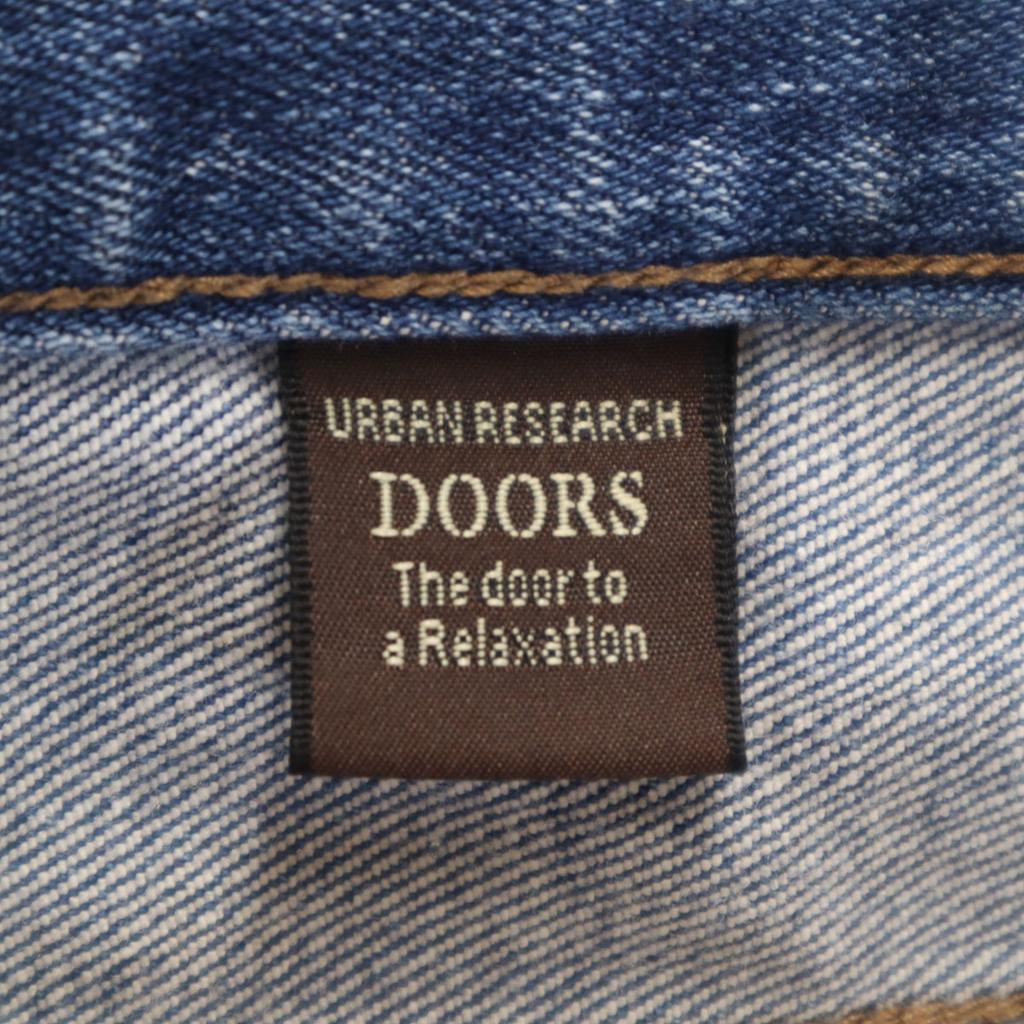 URBAN RESEARCH
DOORS
The door to
a Relaxation